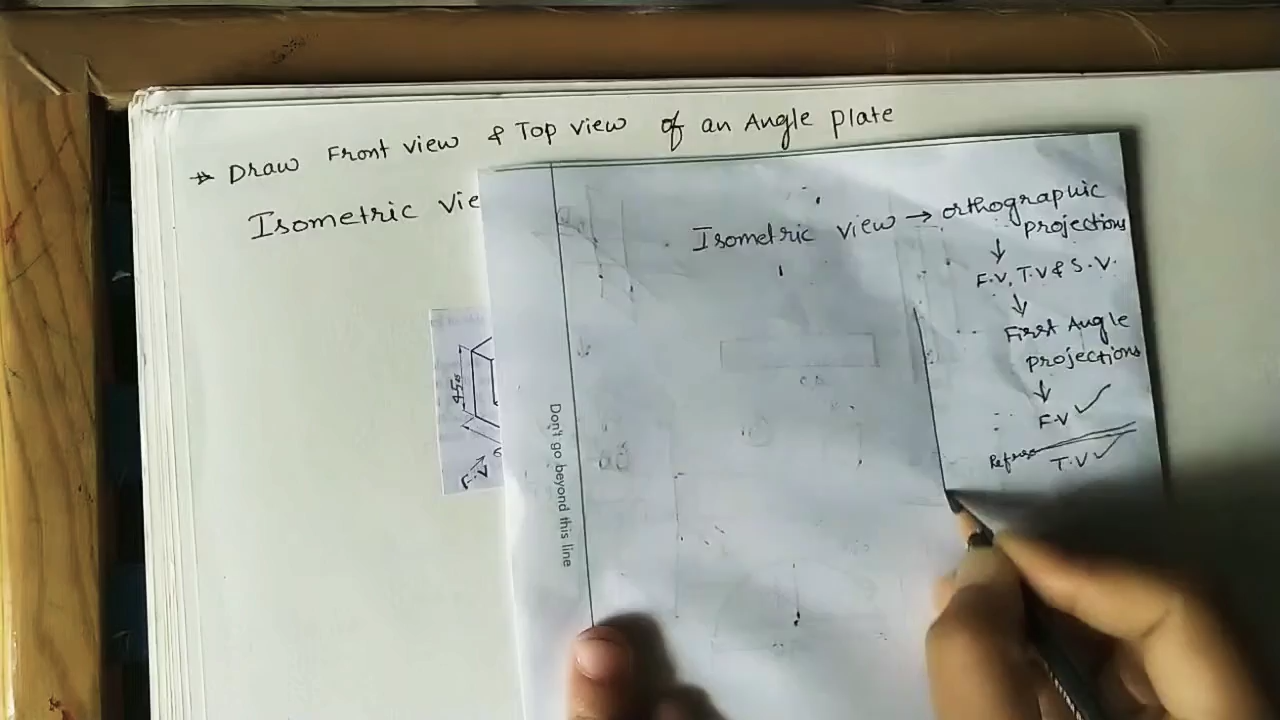 Draw Front view & Top view of an Angle plate
Isometric vie
Isometric view → orthographic
projections
↓
F.V, T.V & S.V.
↓
First Angle
projections
↓
F.V ✓
T.V ✓
450
F.V
Don't go beyond this line